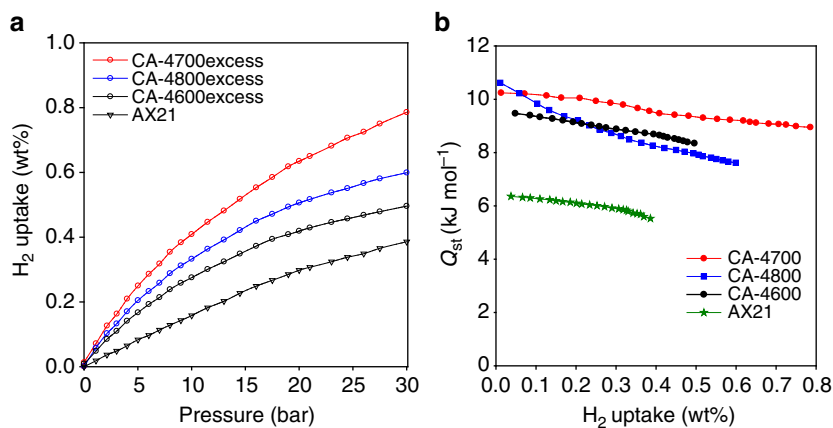 a
1.0
0.8
0.6
0.4
0.2
0.0
H₂ uptake (wt%)
CA-4700excess
CA-4800excess
CA-4600excess
AX21
0
5
10
15
20
25
30
Pressure (bar)
b
12
10
8
6
4
2
0
Qst (kJ mol⁻¹)
CA-4700
CA-4800
CA-4600
AX21
0.0
0.1
0.2
0.3
0.4
0.5
0.6
0.7
0.8
H₂ uptake (wt%)